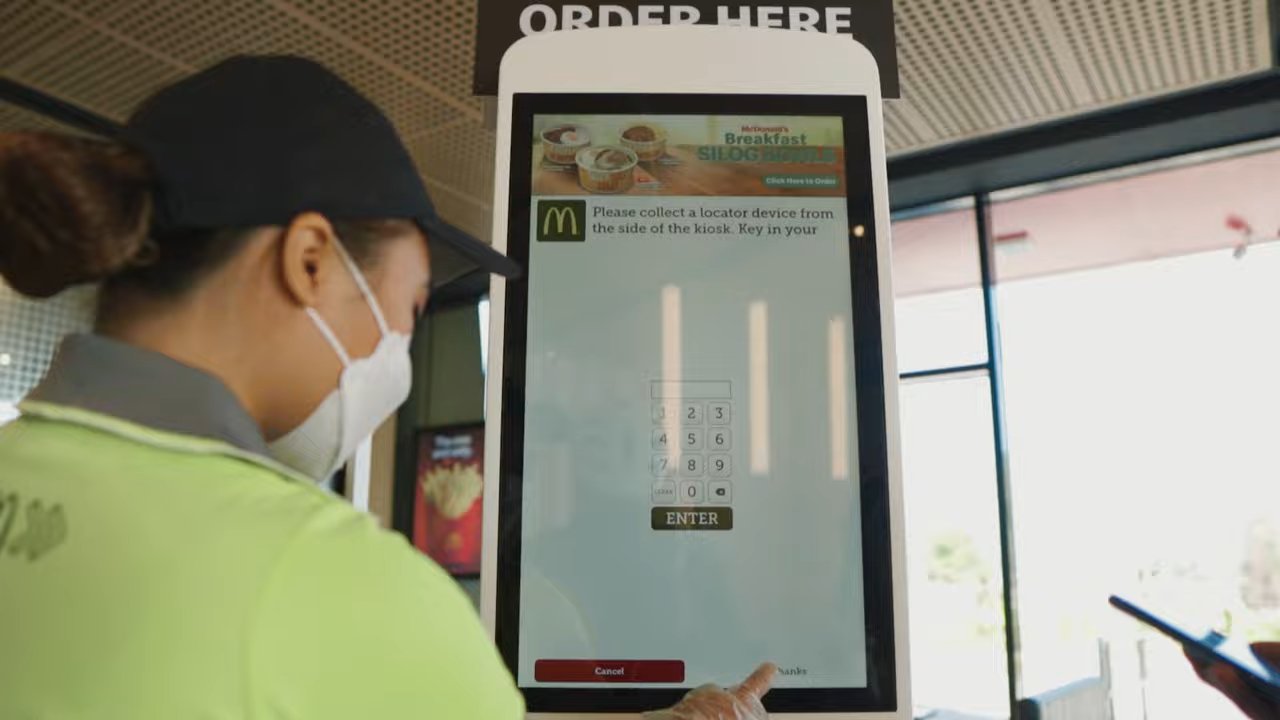 ORDER HERE
McDonald's
Breakfast
SILOG BOWLS
Click Here to Order
Please collect a locator device from
the side of the kiosk. Key in your
1 2 3
4 5 6
7 8 9
CLEAR 0
ENTER
Cancel